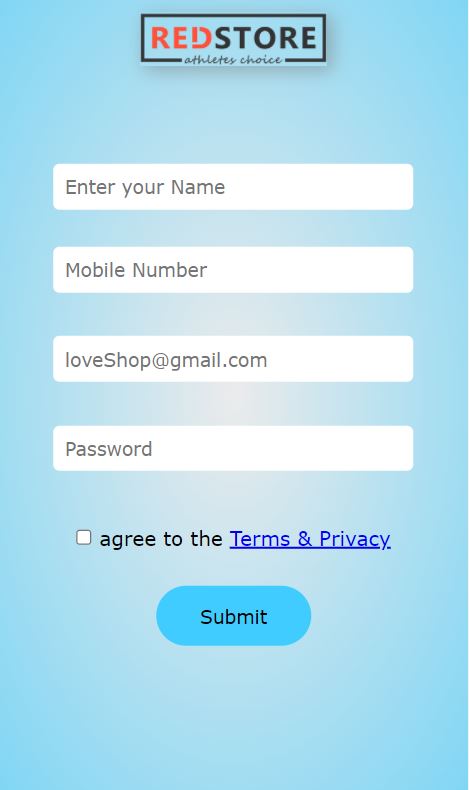 REDSTORE
athletes choice
Enter your Name
Mobile Number
loveShop@gmail.com
Password
agree to the Terms & Privacy
Submit